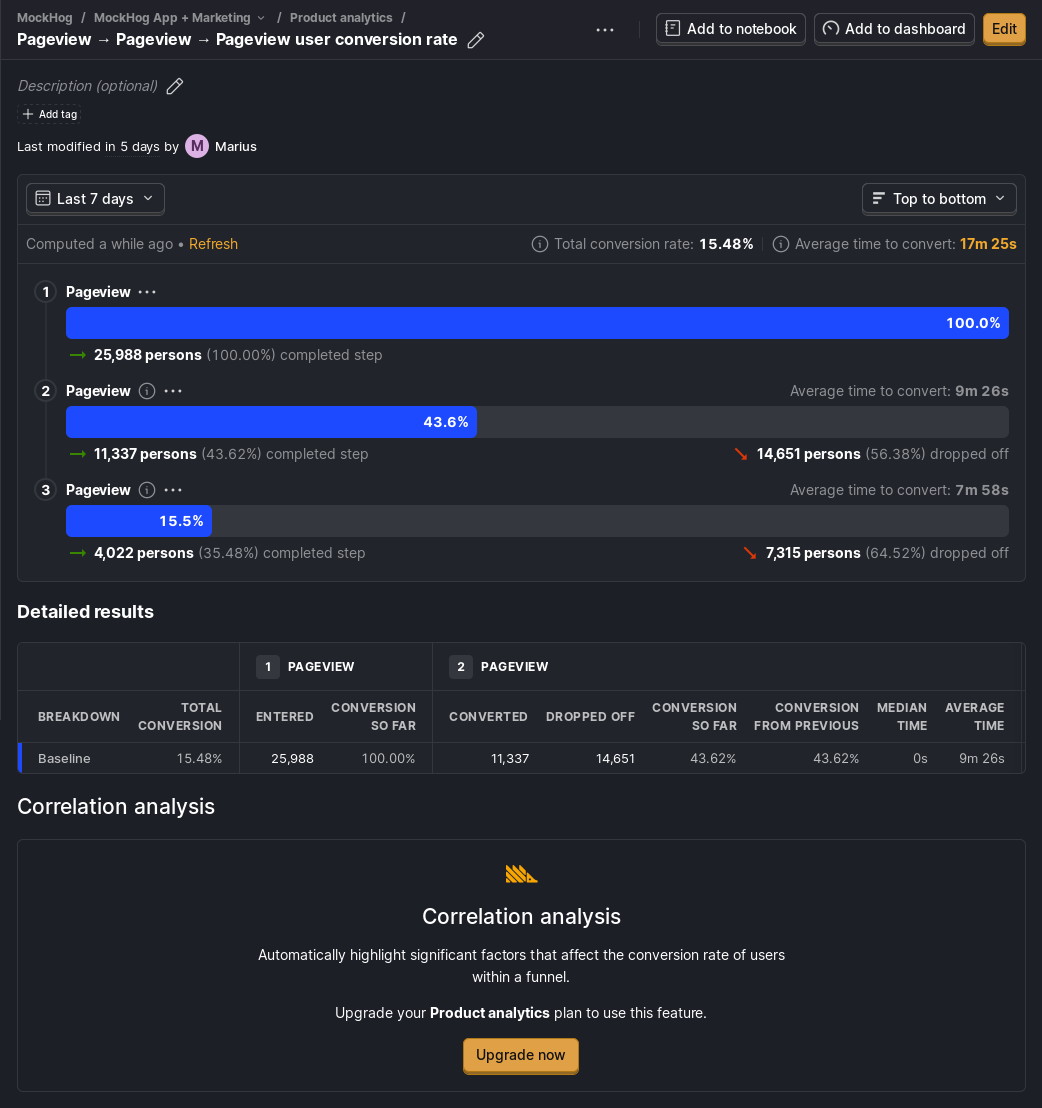 MockHog / MockHog App + Marketing / Product analytics /
Pageview → Pageview → Pageview user conversion rate
Add to notebook
Add to dashboard
Edit
Description (optional)
Add tag
Last modified in 5 days by M Marius
Last 7 days
Top to bottom
Computed a while ago • Refresh
Total conversion rate: 15.48%
Average time to convert: 17m 25s
1 Pageview
100.0%
25,988 persons (100.00%) completed step
2 Pageview
Average time to convert: 9m 26s
43.6%
11,337 persons (43.62%) completed step
14,651 persons (56.38%) dropped off
3 Pageview
Average time to convert: 7m 58s
15.5%
4,022 persons (35.48%) completed step
7,315 persons (64.52%) dropped off
Detailed results
1 PAGEVIEW
2 PAGEVIEW
BREAKDOWN
TOTAL
CONVERSION
ENTERED
CONVERSION
SO FAR
CONVERTED
DROPPED OFF
CONVERSION
SO FAR
CONVERSION
FROM PREVIOUS
MEDIAN
TIME
AVERAGE
TIME
Baseline 15.48% 25,988 100.00% 11,337 14,651 43.62% 43.62% 0s 9m 26s
Correlation analysis
Correlation analysis
Automatically highlight significant factors that affect the conversion rate of users
within a funnel.
Upgrade your Product analytics plan to use this feature.
Upgrade now